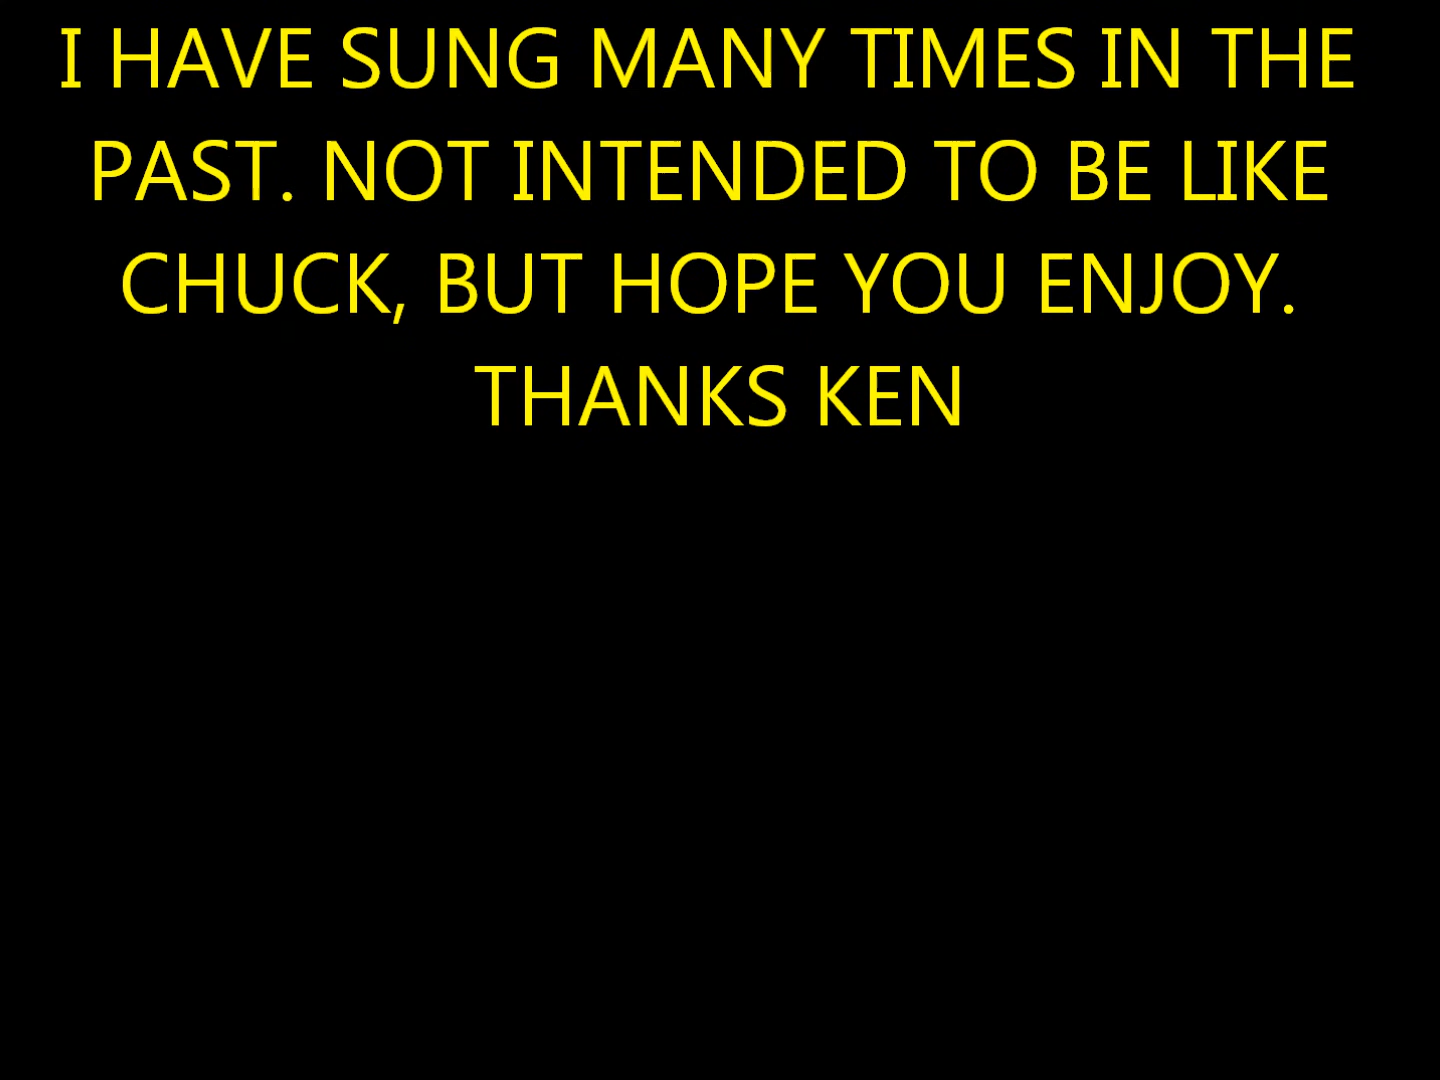 I HAVE SUNG MANY TIMES IN THE
PAST. NOT INTENDED TO BE LIKE
CHUCK, BUT HOPE YOU ENJOY.
THANKS KEN